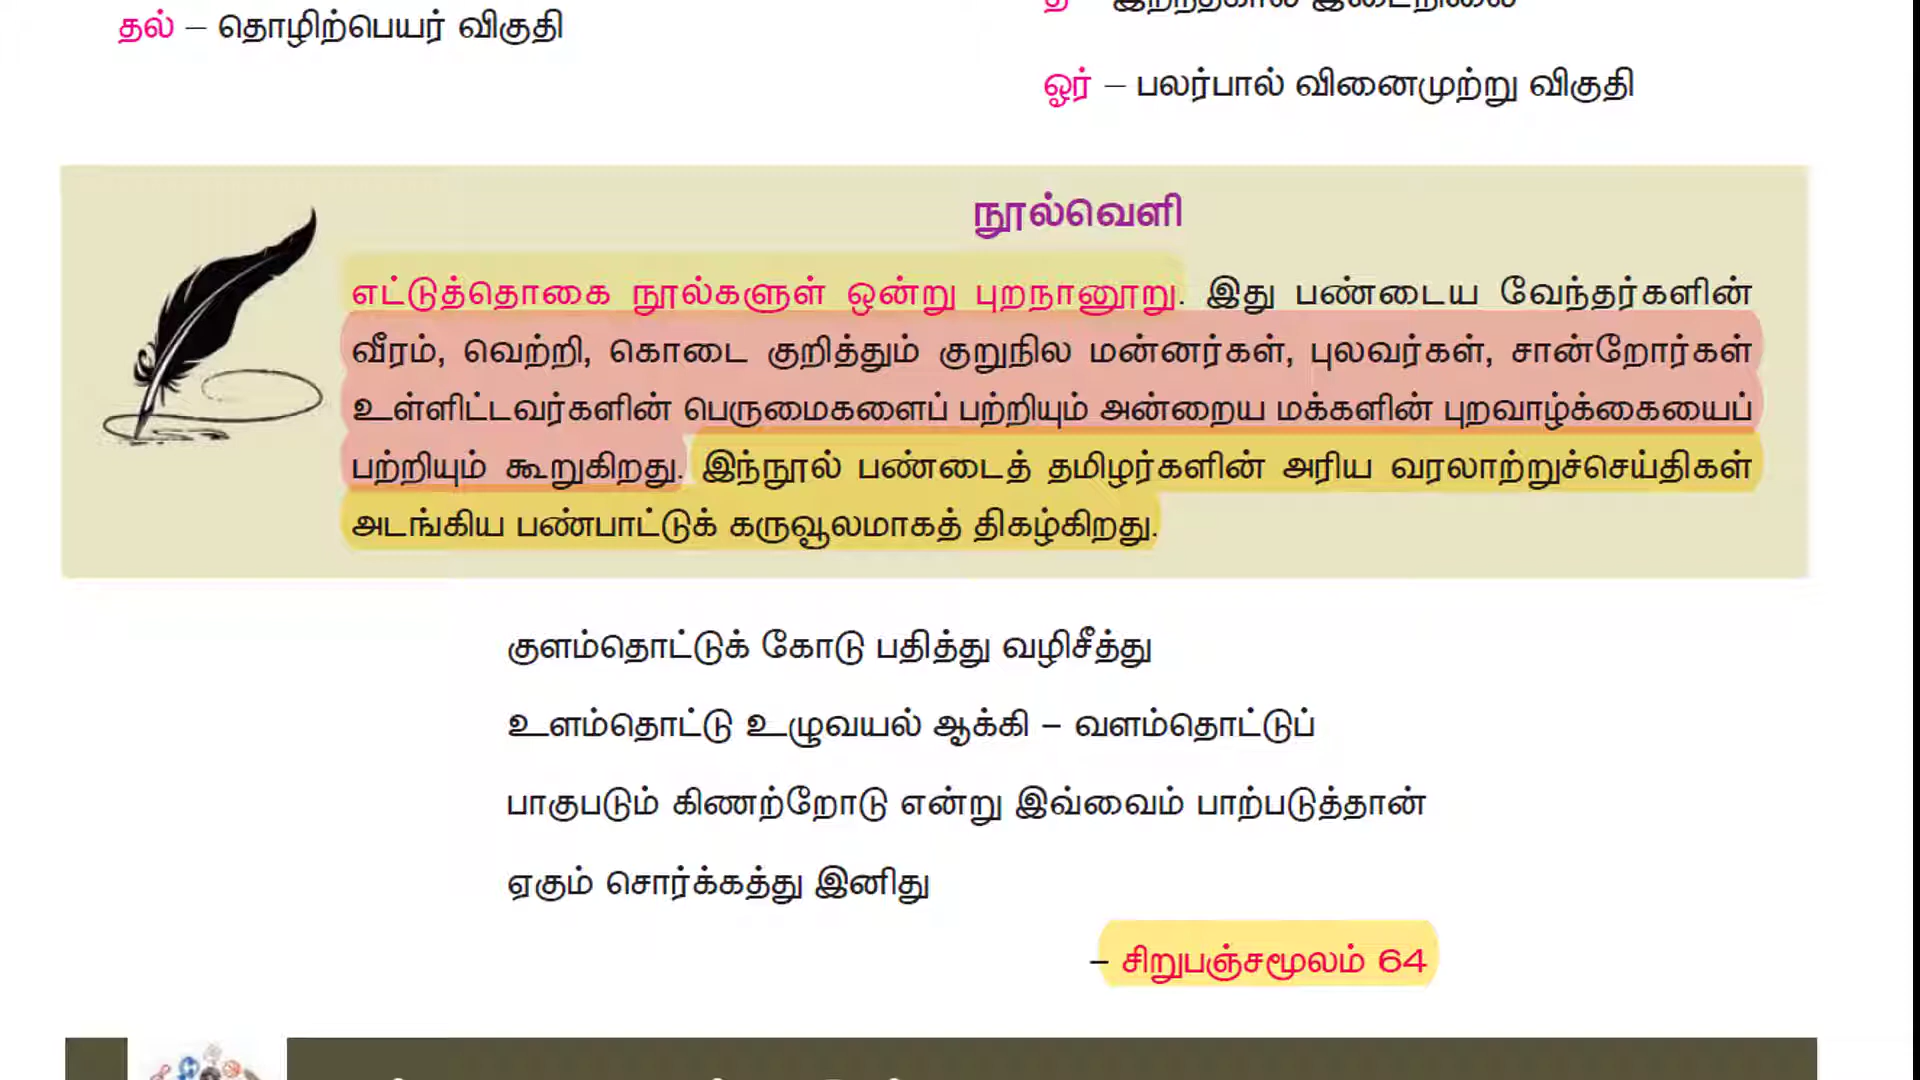 தல் – தொழிற்பெயர் விகுதி
ஓர் – பலர்பால் வினைமுற்று விகுதி
நூல்வெளி
எட்டுத்தொகை நூல்களுள் ஒன்று புறநானூறு. இது பண்டைய வேந்தர்களின்
வீரம், வெற்றி, கொடை குறித்தும் குறுநில மன்னர்கள், புலவர்கள், சான்றோர்கள்
உள்ளிட்டவர்களின் பெருமைகளைப் பற்றியும் அன்றைய மக்களின் புறவாழ்க்கையைப்
பற்றியும் கூறுகிறது. இந்நூல் பண்டைத் தமிழர்களின் அரிய வரலாற்றுச்செய்திகள்
அடங்கிய பண்பாட்டுக் கருவூலமாகத் திகழ்கிறது.
குளம்தொட்டுக் கோடு பதித்து வழிசீத்து
உளம்தொட்டு உழுவயல் ஆக்கி – வளம்தொட்டுப்
பாகுபடும் கிணற்றோடு என்று இவ்வைம் பாற்படுத்தான்
ஏகும் சொர்க்கத்து இனிது
– சிறுபஞ்சமூலம் 64